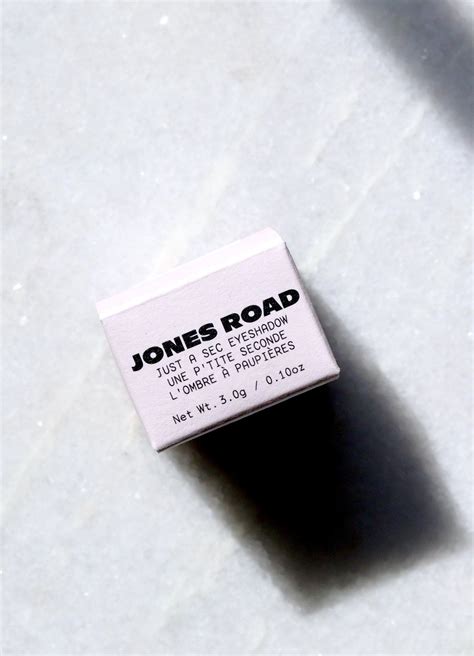 JONES ROAD
JUST A SEC EYESHADOW
UNE P'TITE SECONDE
L'OMBRE À PAUPIÈRES
Net Wt. 3.0g / 0.10oz